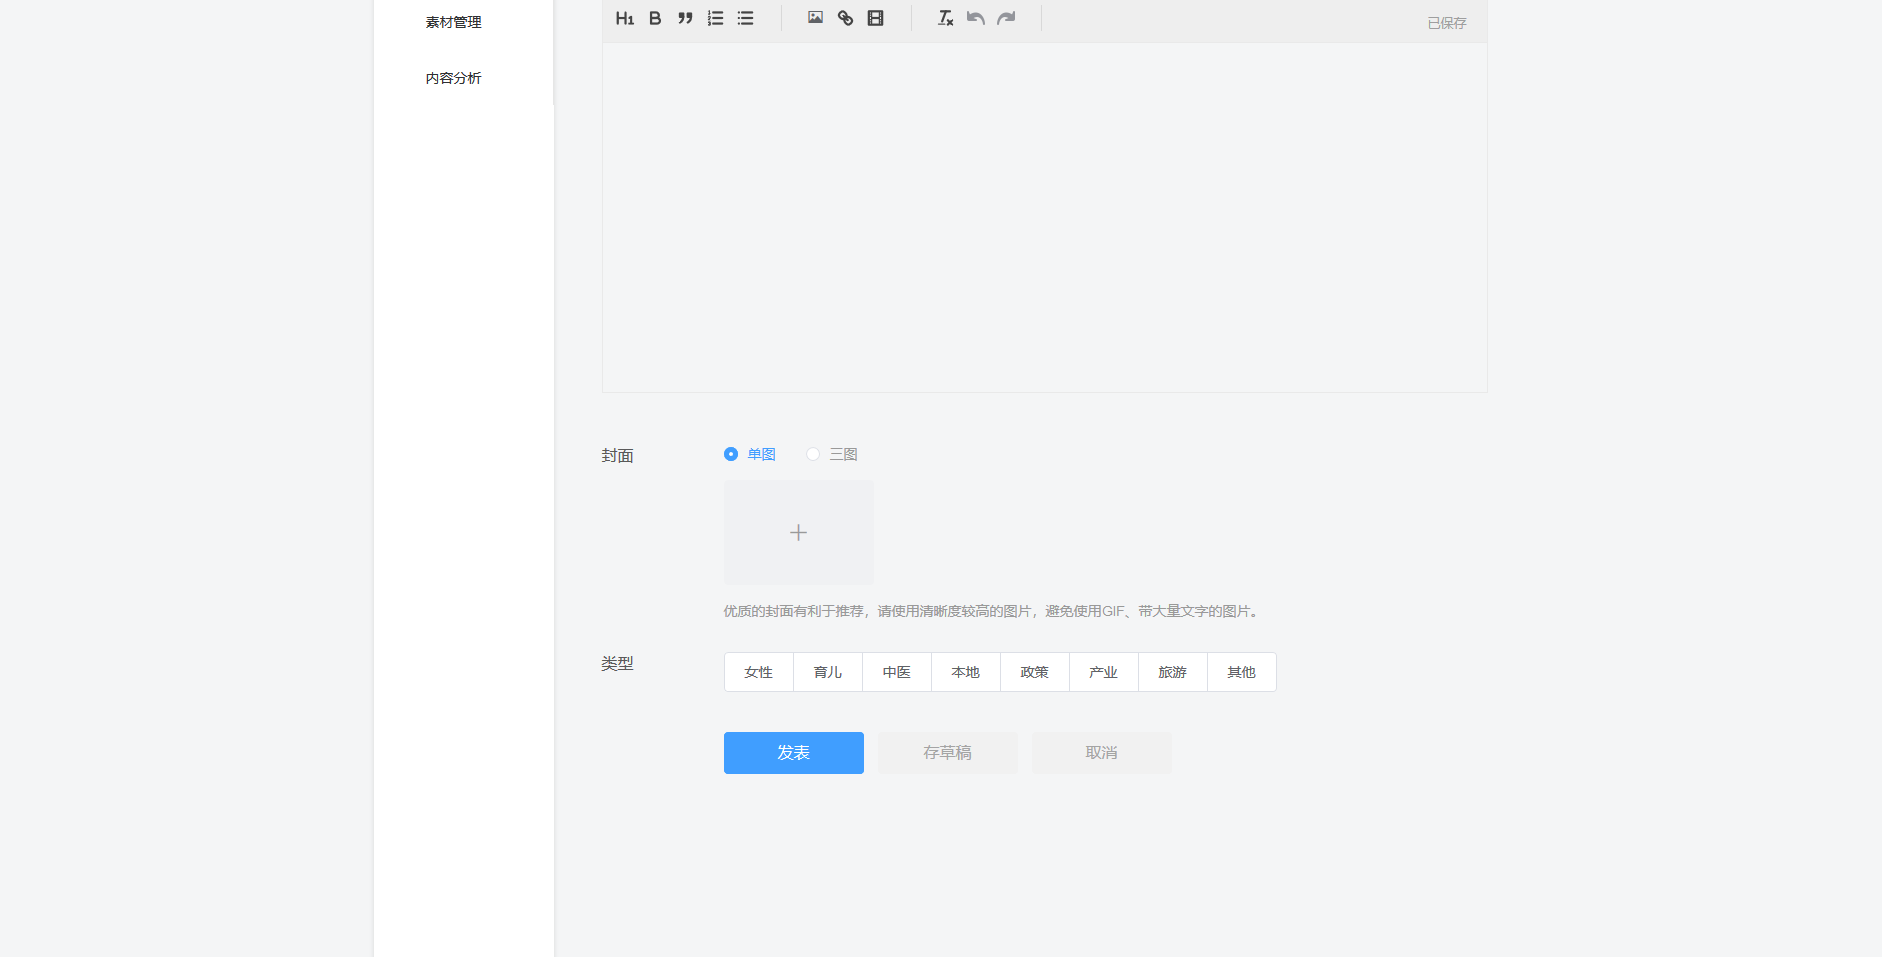 素材管理
内容分析
H1 B
已保存
封面
单图 三图
优质的封面有利于推荐，请使用清晰度较高的图片，避免使用GIF、带大量文字的图片。
类型
女性 育儿 中医 本地 政策 产业 旅游 其他
发表 存草稿 取消